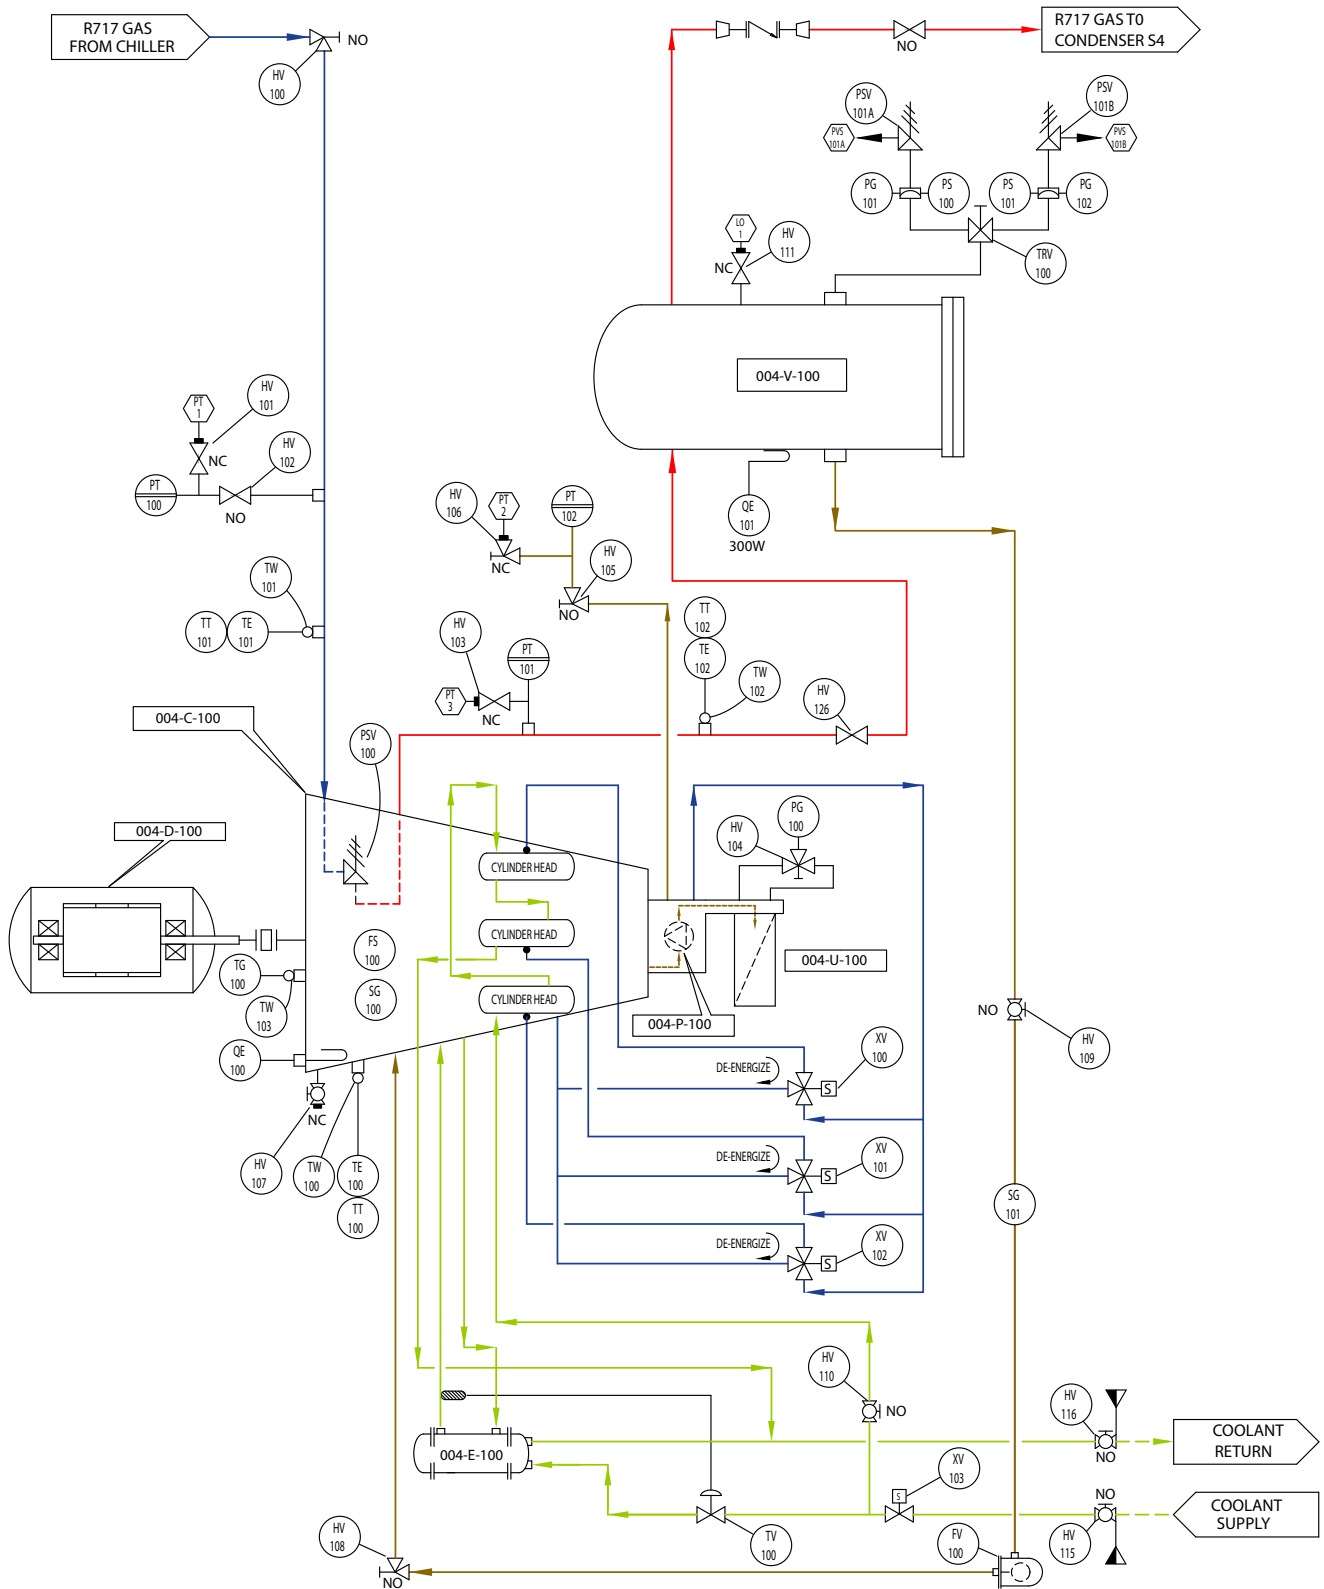 R717 GAS
FROM CHILLER
NO
HV
100
NO
R717 GAS T0
CONDENSER S4
PSV
101A
PSV
101B
PVS
101A
PVS
101B
PG
101
PS
100
PS
101
PG
102
LO
1
HV
111
NC
TRV
100
004-V-100
PT
1
HV
101
NC
HV
102
PT
100
NO
HV
106
PT
2
PT
102
QE
101
300W
NC
HV
105
NO
TW
101
TT
101
TE
101
HV
103
PT
101
TT
102
TE
102
TW
102
PT
3
NC
HV
126
004-C-100
PSV
100
004-D-100
PG
100
HV
104
CYLINDER HEAD
CYLINDER HEAD
CYLINDER HEAD
FS
100
SG
100
TG
100
TW
103
004-U-100
004-P-100
NO
HV
109
QE
100
NC
HV
107
TW
100
TE
100
TT
100
DE-ENERGIZE
S
XV
100
DE-ENERGIZE
S
XV
101
SG
101
DE-ENERGIZE
S
XV
102
HV
110
NO
HV
116
NO
COOLANT
RETURN
004-E-100
XV
103
S
NO
COOLANT
SUPPLY
TV
100
HV
115
FV
100
HV
108
NO